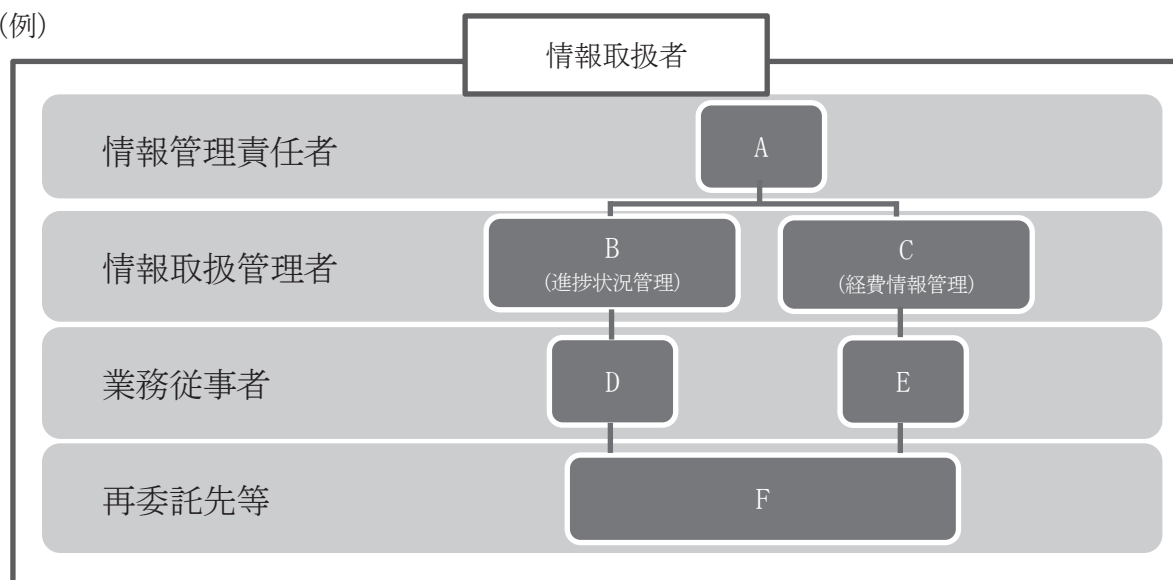 (例)
情報取扱者
情報管理責任者
A
情報取扱管理者
B
(進捗状況管理)
C
(経費情報管理)
業務従事者
D
E
再委託先等
F